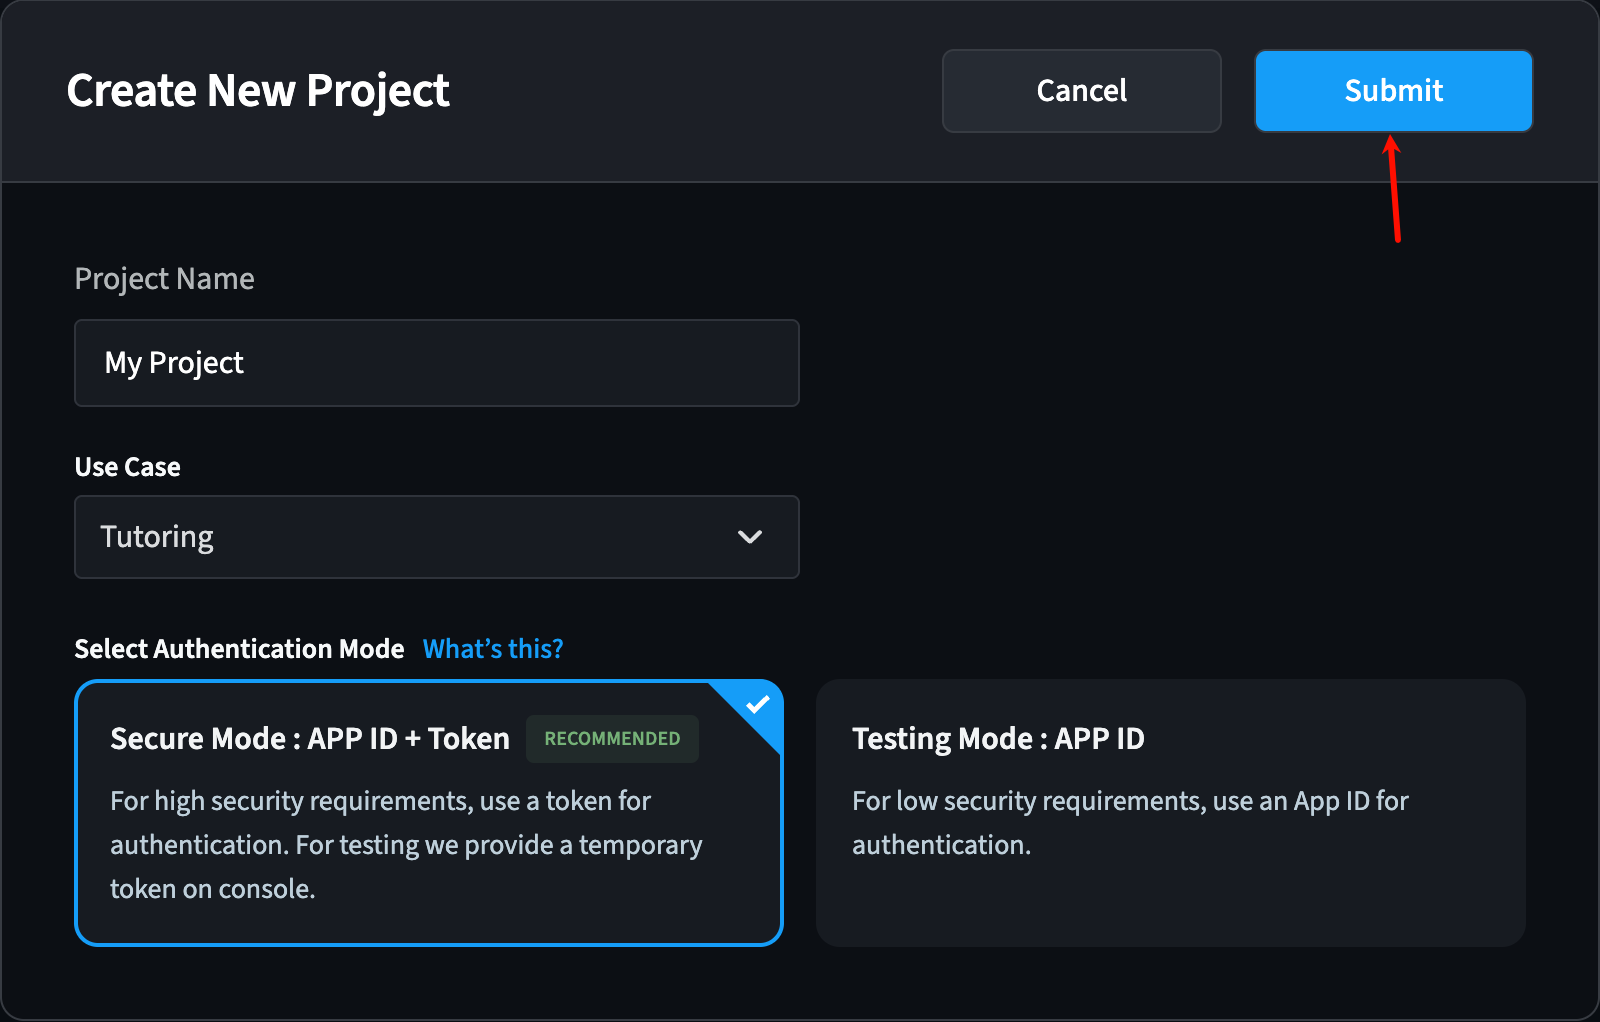 Create New Project
Cancel
Submit
Project Name
My Project
Use Case
Tutoring
Select Authentication Mode What’s this?
Secure Mode : APP ID + Token RECOMMENDED
For high security requirements, use a token for
authentication. For testing we provide a temporary
token on console.
Testing Mode : APP ID
For low security requirements, use an App ID for
authentication.